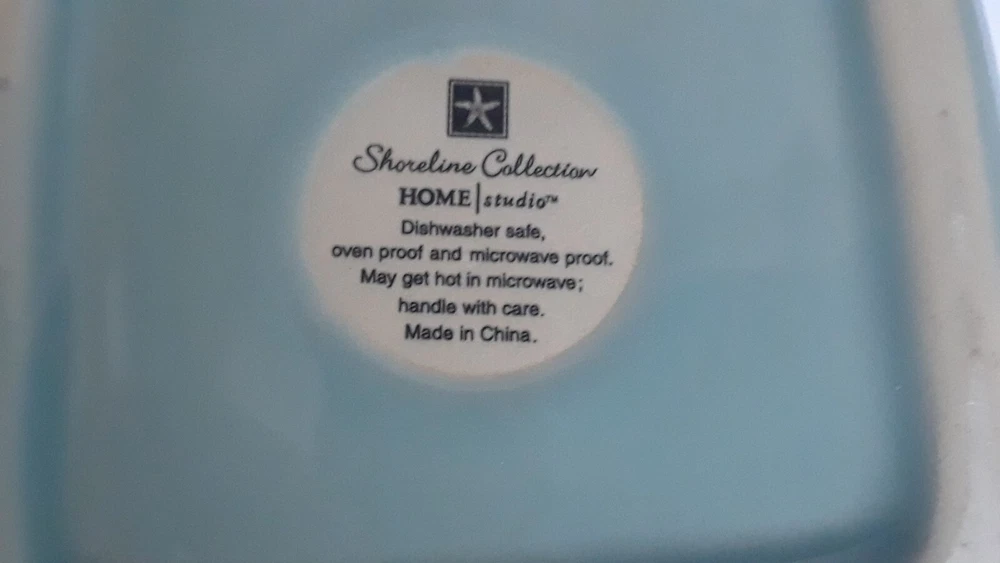 Shoreline Collection
HOME|studio™
Dishwasher safe,
oven proof and microwave proof.
May get hot in microwave;
handle with care.
Made in China.